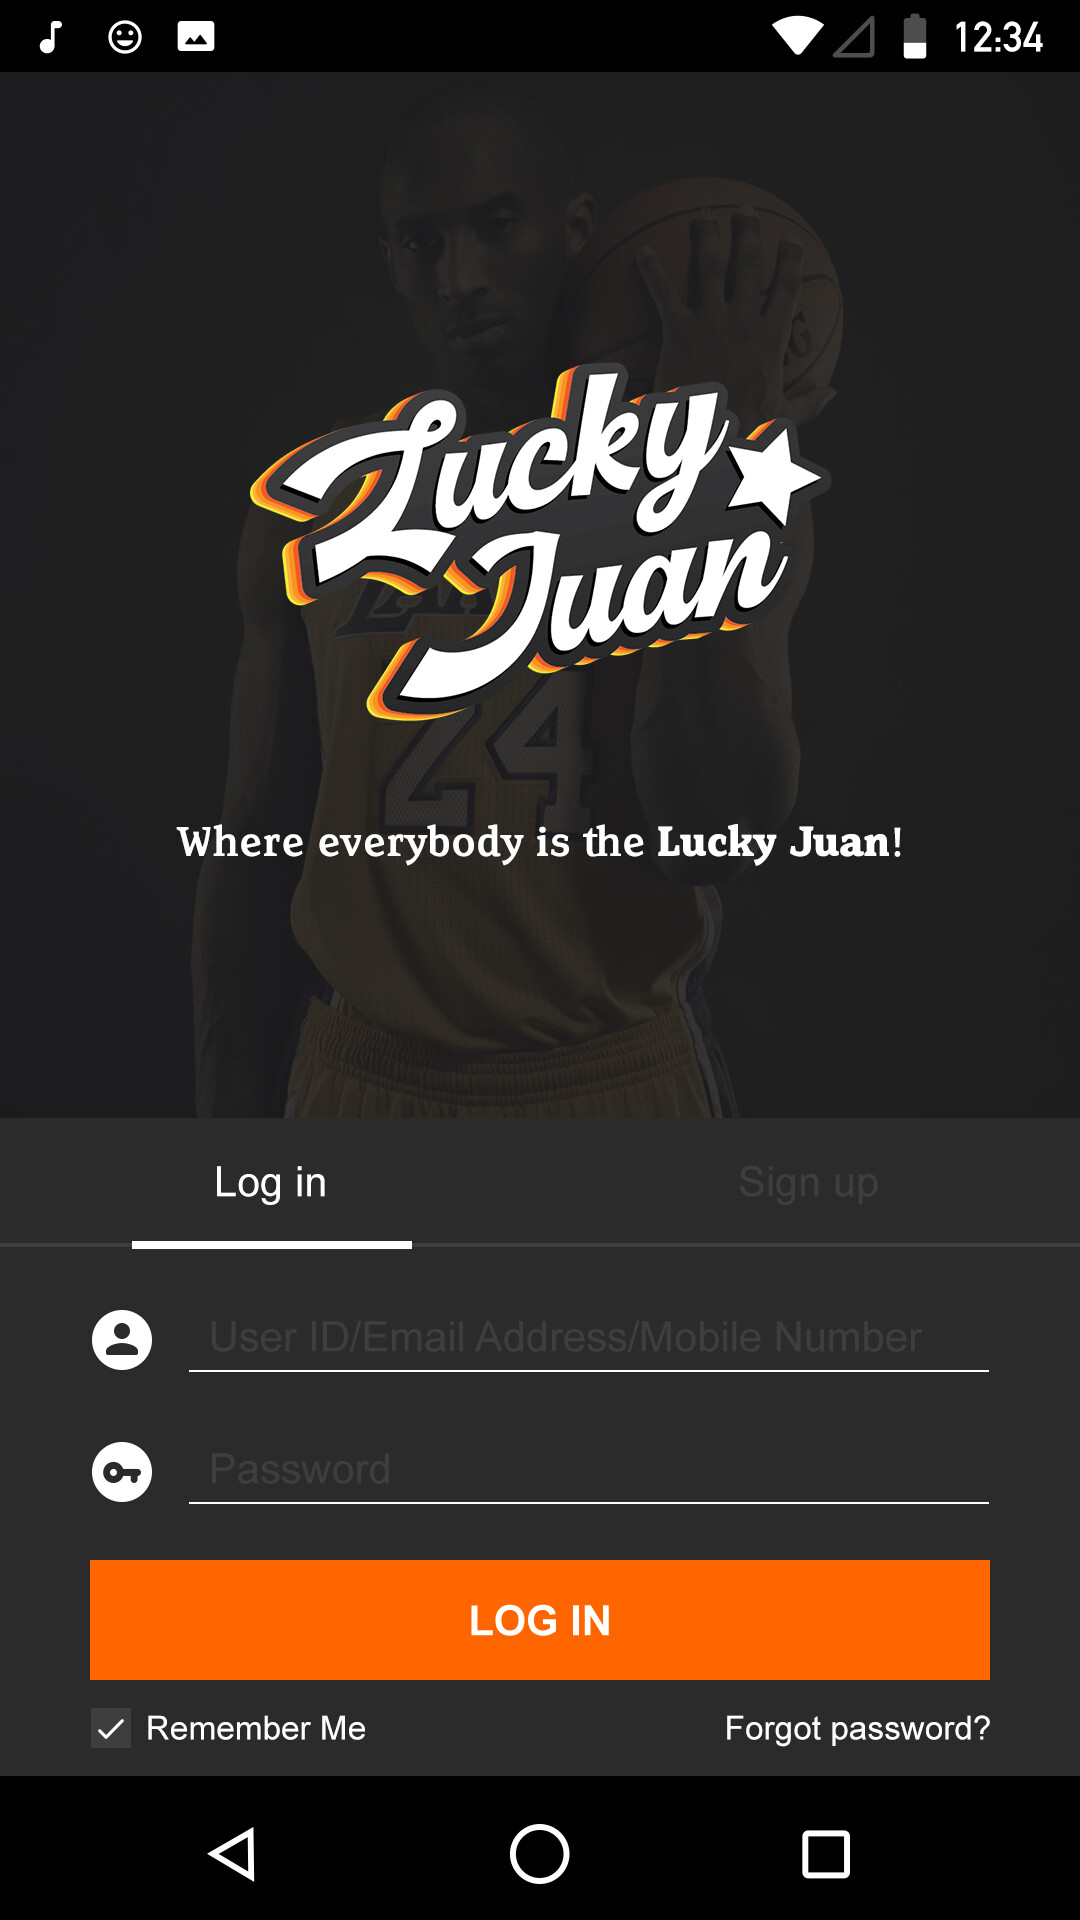 12:34
Lucky
Juan
24
Where everybody is the Lucky Juan!
Log in
Sign up
User ID/Email Address/Mobile Number
Password
LOG IN
Remember Me
Forgot password?